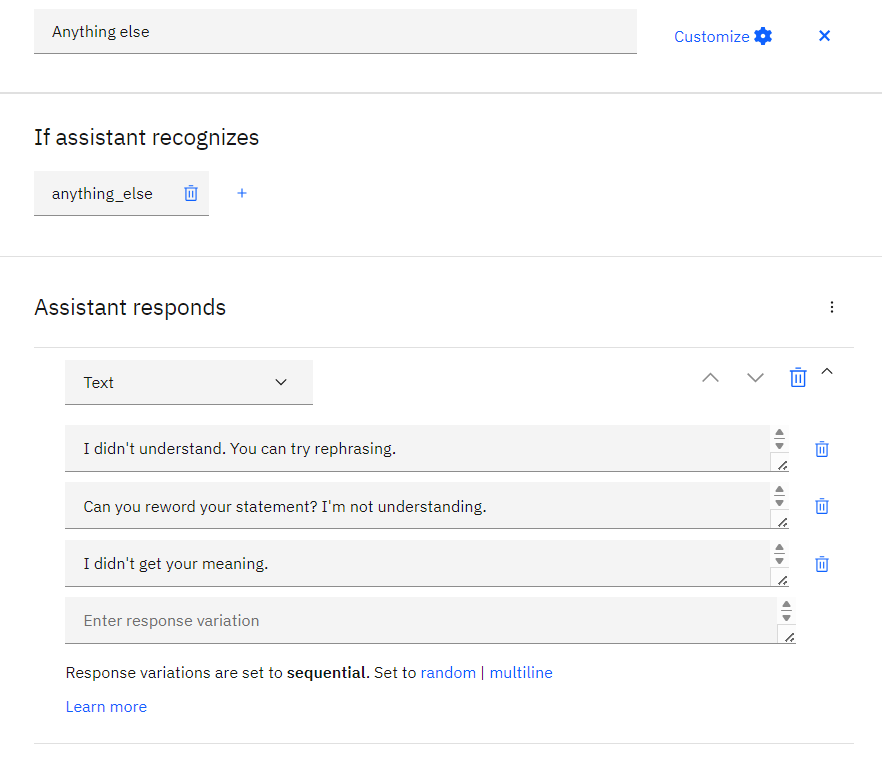 Anything else
Customize
If assistant recognizes
anything_else
Assistant responds
Text
I didn't understand. You can try rephrasing.
Can you reword your statement? I'm not understanding.
I didn't get your meaning.
Enter response variation
Response variations are set to sequential. Set to random | multiline
Learn more